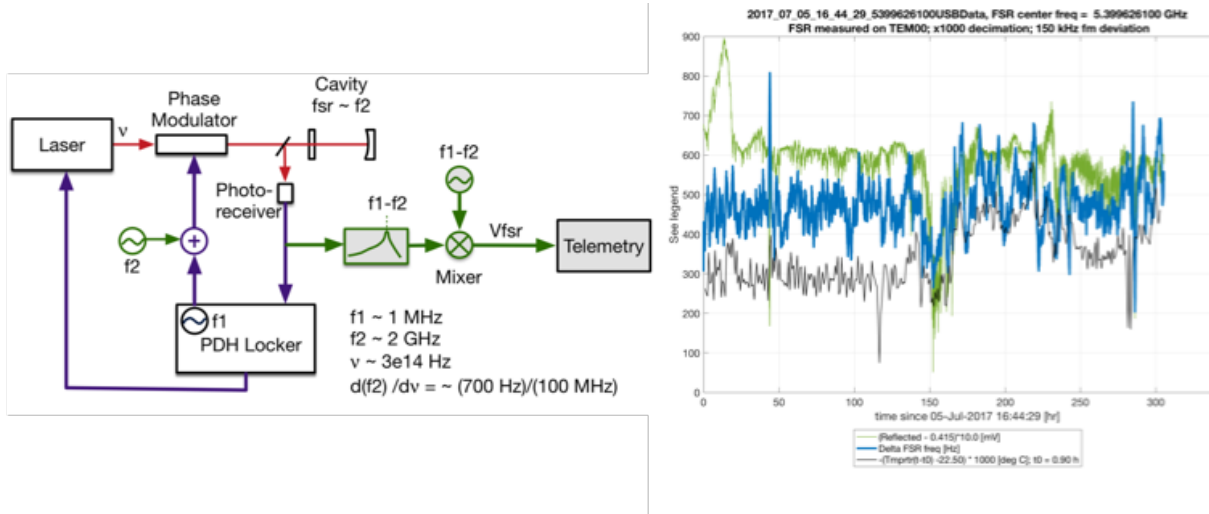 Laser
ν
Phase
Modulator
Cavity
fsr ~ f2
Photo-
receiver
f2
+
f1
PDH Locker
f1-f2
f1-f2
Mixer
Vfsr
Telemetry
f1 ~ 1 MHz
f2 ~ 2 GHz
ν ~ 3e14 Hz
d(f2) /dν = ~ (700 Hz)/(100 MHz)
2017_07_05_16_44_29_5399626100USBData, FSR center freq = 5.399626100 GHz
FSR measured on TEM00; x1000 decimation; 150 kHz fm deviation
See legend
900
800
700
600
500
400
300
200
100
0
0
50
100
150
200
250
300
time since 05-Jul-2017 16:44:29 [hr]
(Reflected - 0.415)*10.0 [mV]
Delta FSR freq [Hz]
-(Tmprtr(t-t0) -22.50) * 1000 [deg C]; t0 = 0.90 h